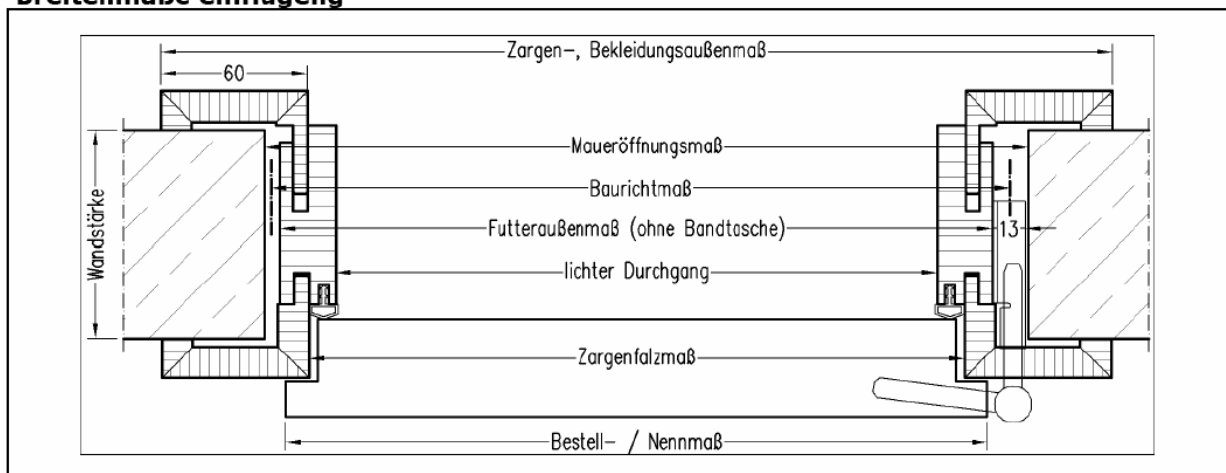 Breitenmaße einflügelig
Zargen-, Bekleidungsaußenmaß
60
Maueröffnungsmaß
Baurichtmaß
Wandstärke
Futteraußenmaß (ohne Bandtasche)
13
lichter Durchgang
Zargenfalzmaß
Bestell- / Nennmaß